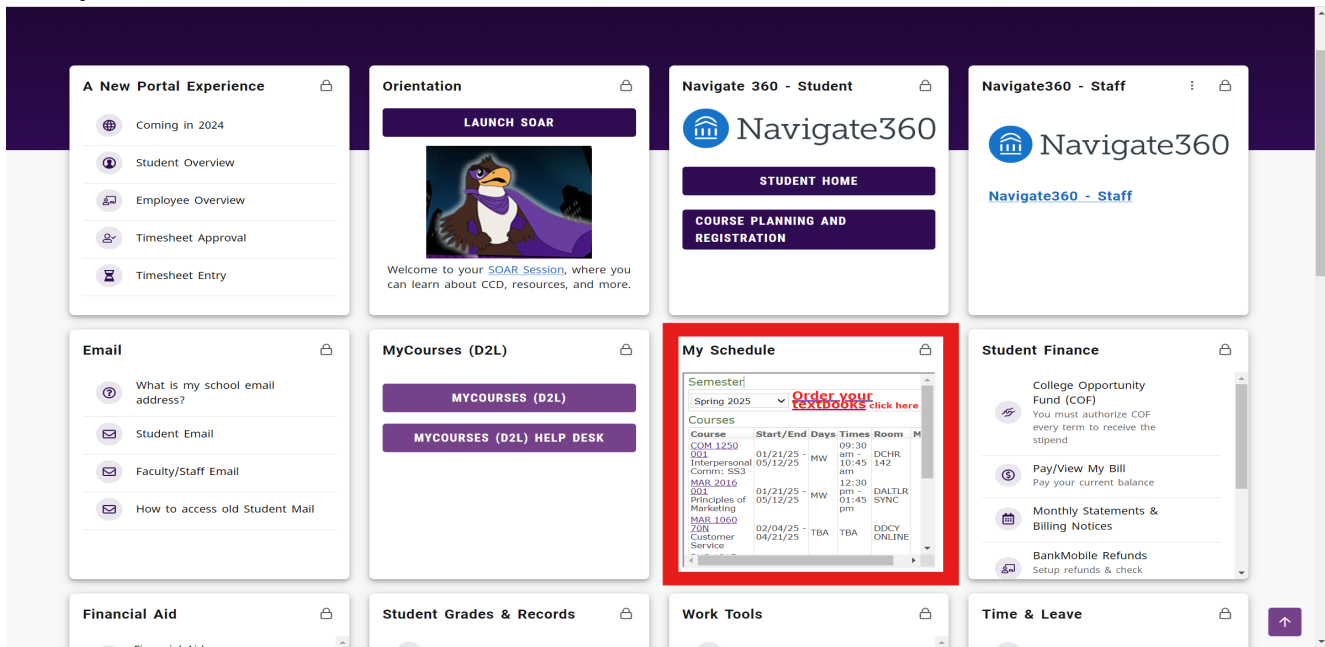 A New Portal Experience
Coming in 2024
Student Overview
Employee Overview
Timesheet Approval
Timesheet Entry
Orientation
LAUNCH SOAR
Welcome to your SOAR Session, where you
can learn about CCD, resources, and more.
Navigate 360 - Student
Navigate360
STUDENT HOME
COURSE PLANNING AND
REGISTRATION
Navigate360 - Staff
Navigate360
Navigate360 - Staff
Email
What is my school email
address?
Student Email
Faculty/Staff Email
How to access old Student Mail
MyCourses (D2L)
MYCOURSES (D2L)
MYCOURSES (D2L) HELP DESK
My Schedule
Semester
Spring 2025
Order your
textbooks click here
Courses
Course Start/End Days Times Room M
COM 1250
001
Interpersonal
Comm: SS3
01/21/25 -
05/12/25
MW
09:30
am -
10:45
am
DCHR
142
MAR 2016
001
Principles of
Marketing
01/21/25 -
05/12/25
MW
12:30
pm -
01:45
pm
DALTLR
SYNC
MAR 1060
70N
Customer
Service
02/04/25 -
04/21/25
TBA
TBA
DDCY
ONLINE
Student Finance
College Opportunity
Fund (COF)
You must authorize COF
every term to receive the
stipend
Pay/View My Bill
Pay your current balance
Monthly Statements &
Billing Notices
BankMobile Refunds
Setup refunds & check
Financial Aid
Student Grades & Records
Work Tools
Time & Leave